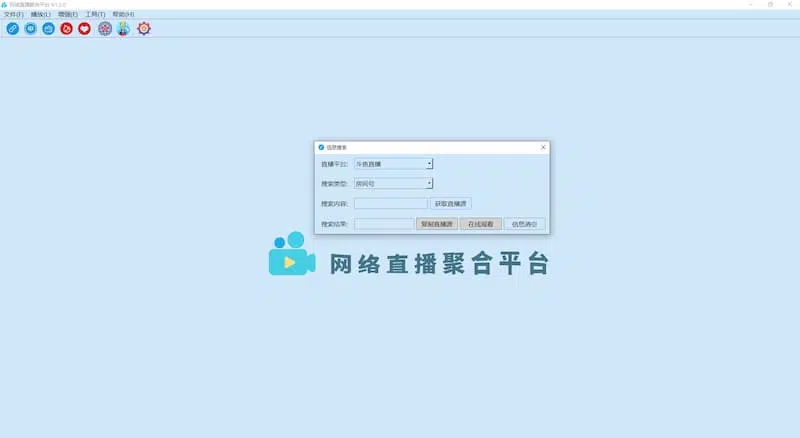 网络直播聚合平台 V1.2.0
文件(F) 播放(L) 增强(E) 工具(T) 帮助(H)
信息搜索
直播平台: 斗鱼直播
搜索类型: 房间号
搜索内容: 获取直播源
搜索结果: 复制直播源 在线观看 信息清空
网络直播聚合平台